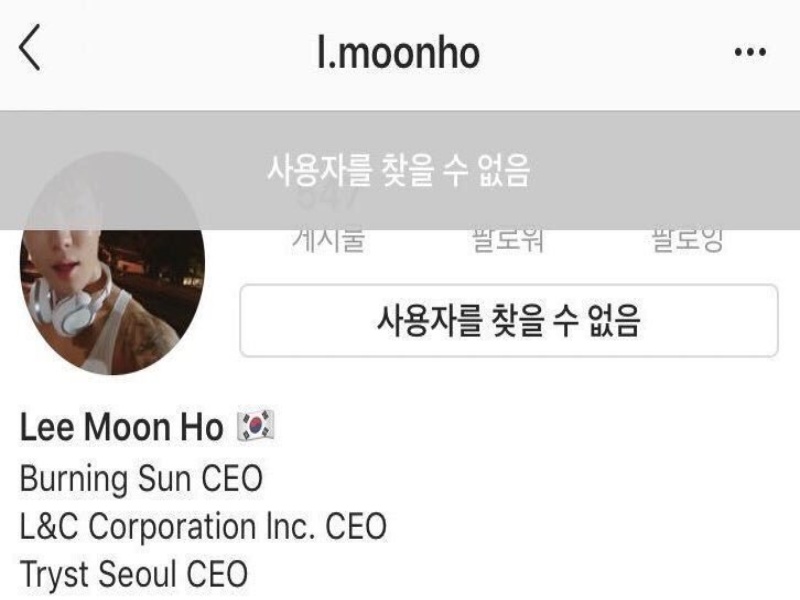 l.moonho
사용자를 찾을 수 없음
547
게시물 팔로워 팔로잉
사용자를 찾을 수 없음
Lee Moon Ho 🇰🇷
Burning Sun CEO
L&C Corporation Inc. CEO
Tryst Seoul CEO